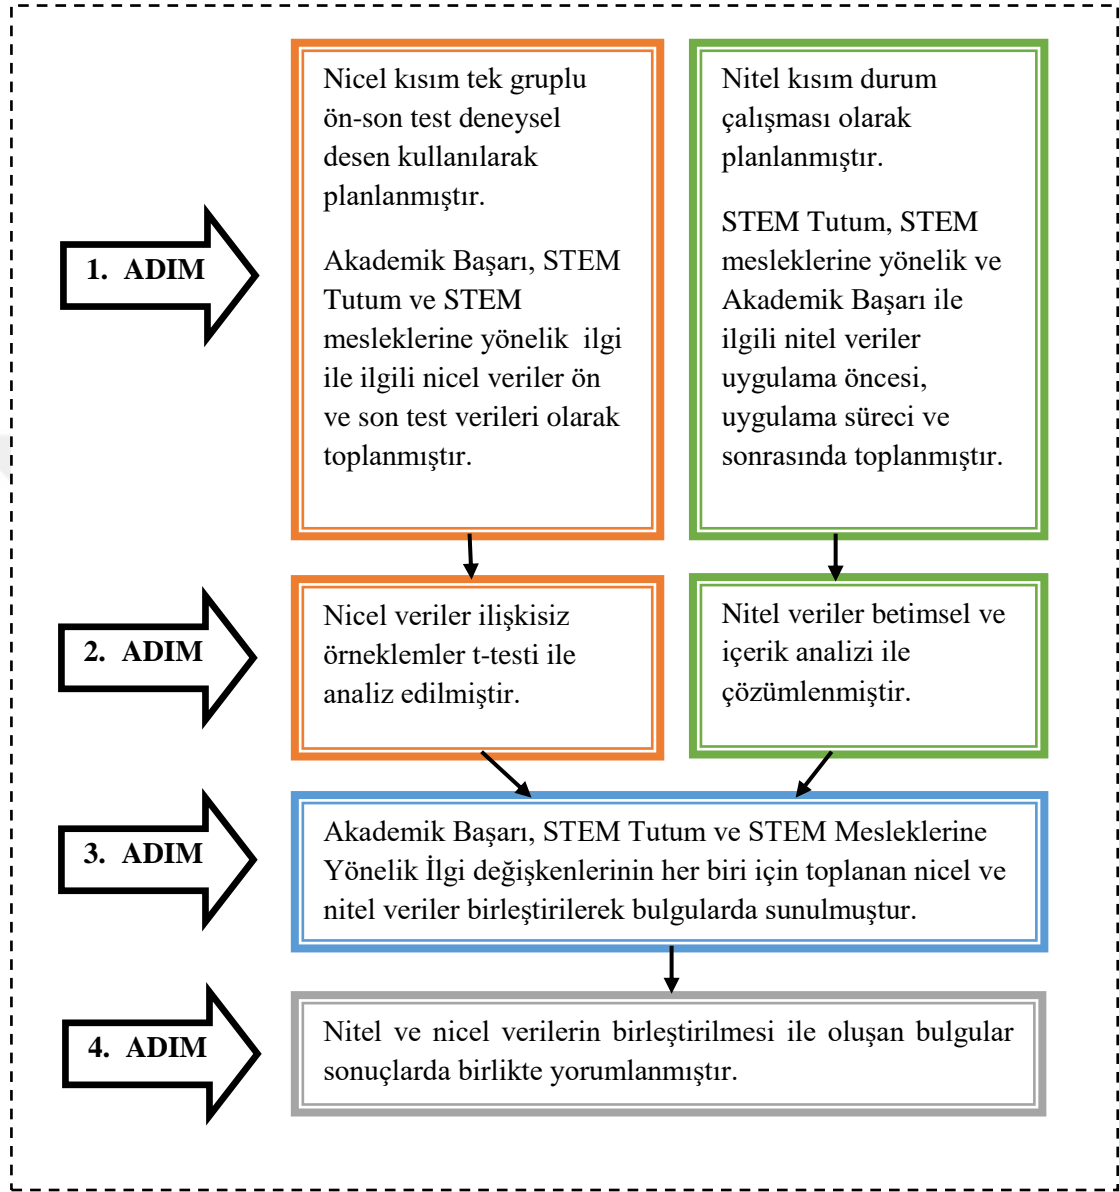 1. ADIM
Nicel kısım tek gruplu
ön-son test deneysel
desen kullanılarak
planlanmıştır.
Akademik Başarı, STEM
Tutum ve STEM
mesleklerine yönelik ilgi
ile ilgili nicel veriler ön
ve son test verileri olarak
toplanmıştır.
Nitel kısım durum
çalışması olarak
planlanmıştır.
STEM Tutum, STEM
mesleklerine yönelik ve
Akademik Başarı ile
ilgili nitel veriler
uygulama öncesi,
uygulama süreci ve
sonrasında toplanmıştır.
2. ADIM
Nicel veriler ilişkisiz
örneklemler t-testi ile
analiz edilmiştir.
Nitel veriler betimsel ve
içerik analizi ile
çözümlenmiştir.
3. ADIM
Akademik Başarı, STEM Tutum ve STEM Mesleklerine
Yönelik İlgi değişkenlerinin her biri için toplanan nicel ve
nitel veriler birleştirilerek bulgularda sunulmuştur.
4. ADIM
Nitel ve nicel verilerin birleştirilmesi ile oluşan bulgular
sonuçlarda birlikte yorumlanmıştır.